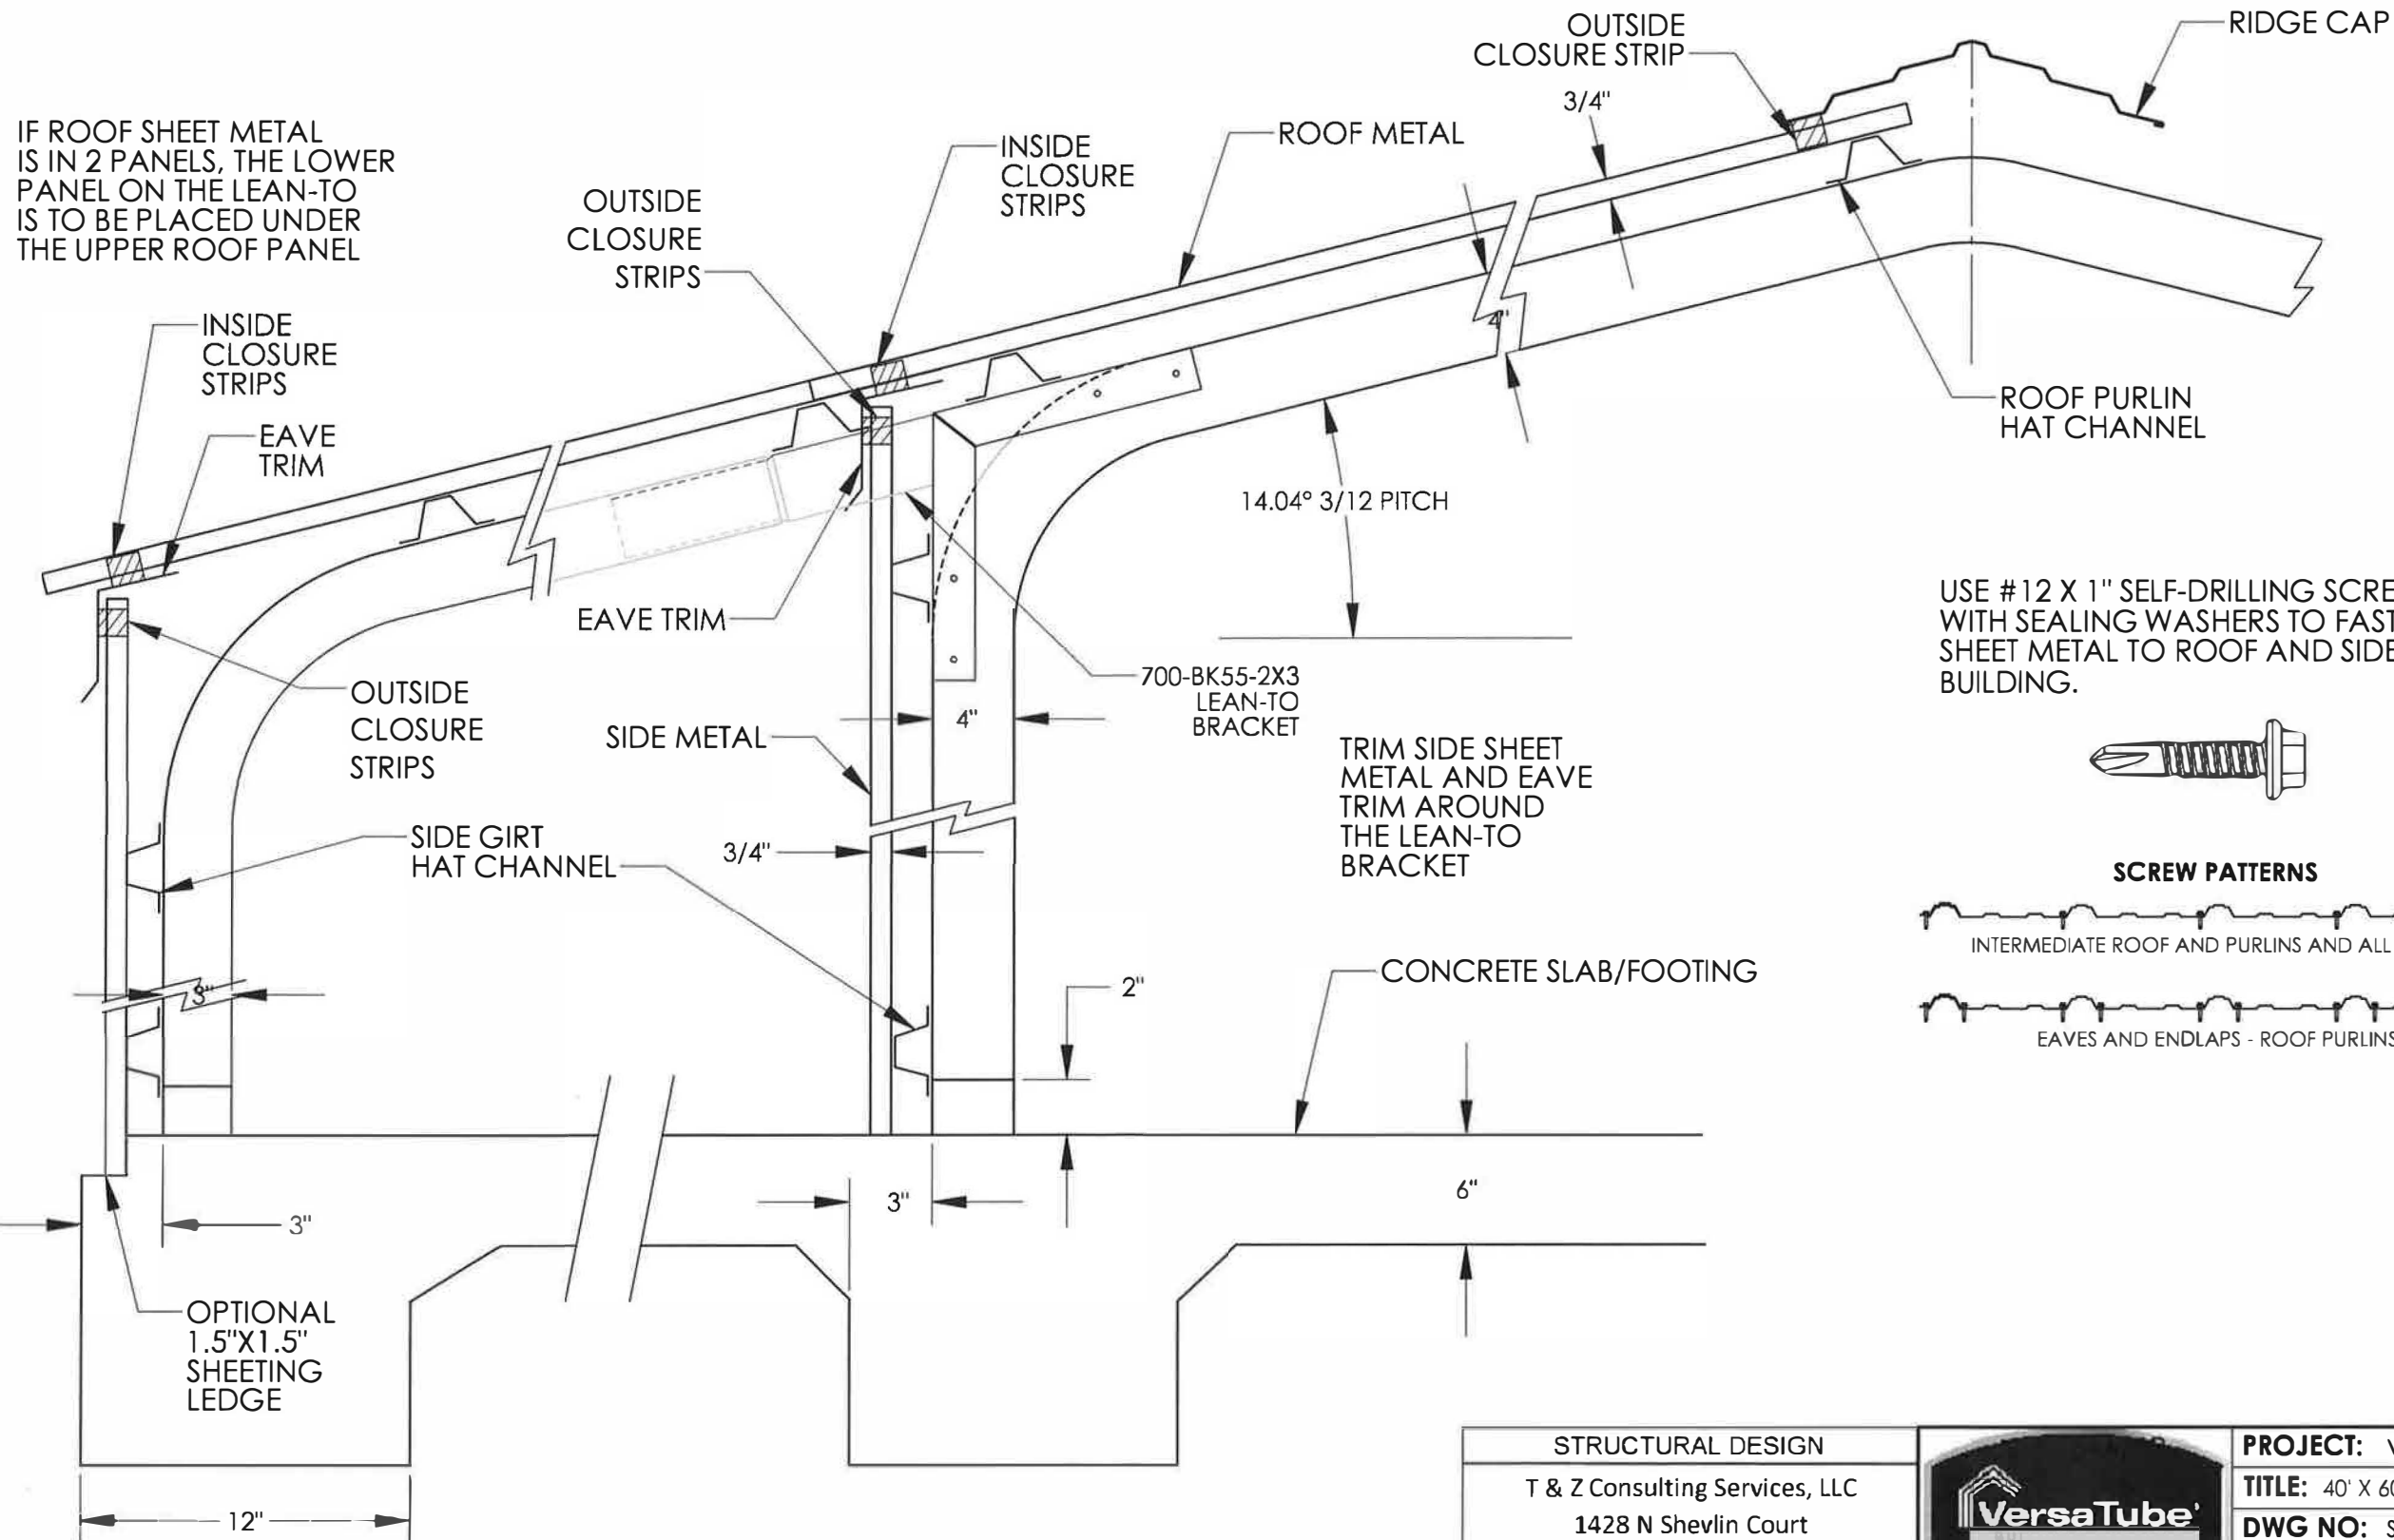 OUTSIDE
CLOSURE STRIP
RIDGE CAP
3/4"
IF ROOF SHEET METAL
IS IN 2 PANELS, THE LOWER
PANEL ON THE LEAN-TO
IS TO BE PLACED UNDER
THE UPPER ROOF PANEL
INSIDE
CLOSURE
STRIPS
ROOF METAL
OUTSIDE
CLOSURE
STRIPS
INSIDE
CLOSURE
STRIPS
EAVE
TRIM
4"
ROOF PURLIN
HAT CHANNEL
14.04° 3/12 PITCH
EAVE TRIM
700-BK55-2X3
LEAN-TO
BRACKET
USE #12 X 1" SELF-DRILLING SCRE
WITH SEALING WASHERS TO FAST
SHEET METAL TO ROOF AND SIDE
BUILDING.
OUTSIDE
CLOSURE
STRIPS
SIDE METAL
4"
TRIM SIDE SHEET
METAL AND EAVE
TRIM AROUND
THE LEAN-TO
BRACKET
SIDE GIRT
HAT CHANNEL
3/4"
SCREW PATTERNS
INTERMEDIATE ROOF AND PURLINS AND ALL
EAVES AND ENDLAPS - ROOF PURLINS
3"
CONCRETE SLAB/FOOTING
2"
3"
3"
6"
OPTIONAL
1.5"X1.5"
SHEETING
LEDGE
12"
STRUCTURAL DESIGN
T & Z Consulting Services, LLC
1428 N Shevlin Court
VersaTube
PROJECT:
TITLE: 40' X 60
DWG NO: